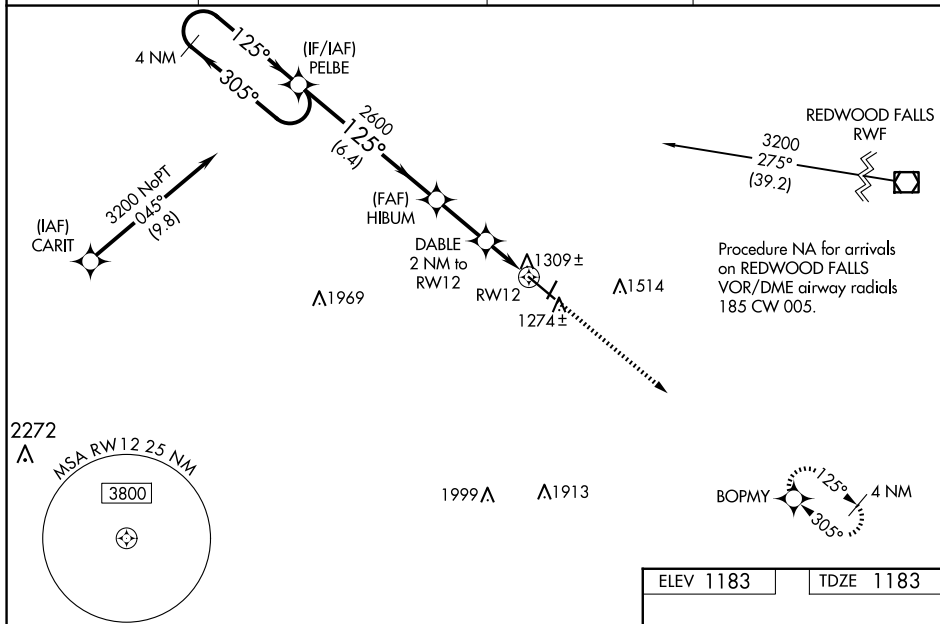 125°
4 NM
305°
(IF/IAF)
PELBE
2600
125°
(6.4)
REDWOOD FALLS
RWF
3200
275°
(39.2)
3200 NoPT
045°
(9.8)
(IAF)
CARIT
(FAF)
HIBUM
DABLE
2 NM to
RW12
1309±
RW12
1274±
1514
1969
Procedure NA for arrivals
on REDWOOD FALLS
VOR/DME airway radials
185 CW 005.
2272
MSA RW12 25 NM
3800
1999
1913
BOPMY
125°
4 NM
305°
ELEV 1183
TDZE 1183